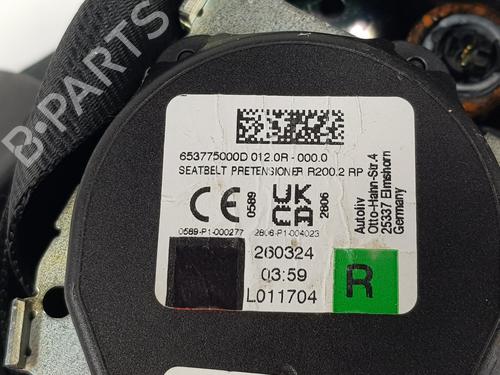 B-PARTS
653775000D 012.0R-000.0
SEATBELT PRETENSIONER R200.2 RP
CE 0589
UK CA 2806
0589-P1-000277
2806-P1-004023
Autoliv
Otto-Hahn-Str.4
25337 Elmshorn
Germany
260324
03:59
L011704
R